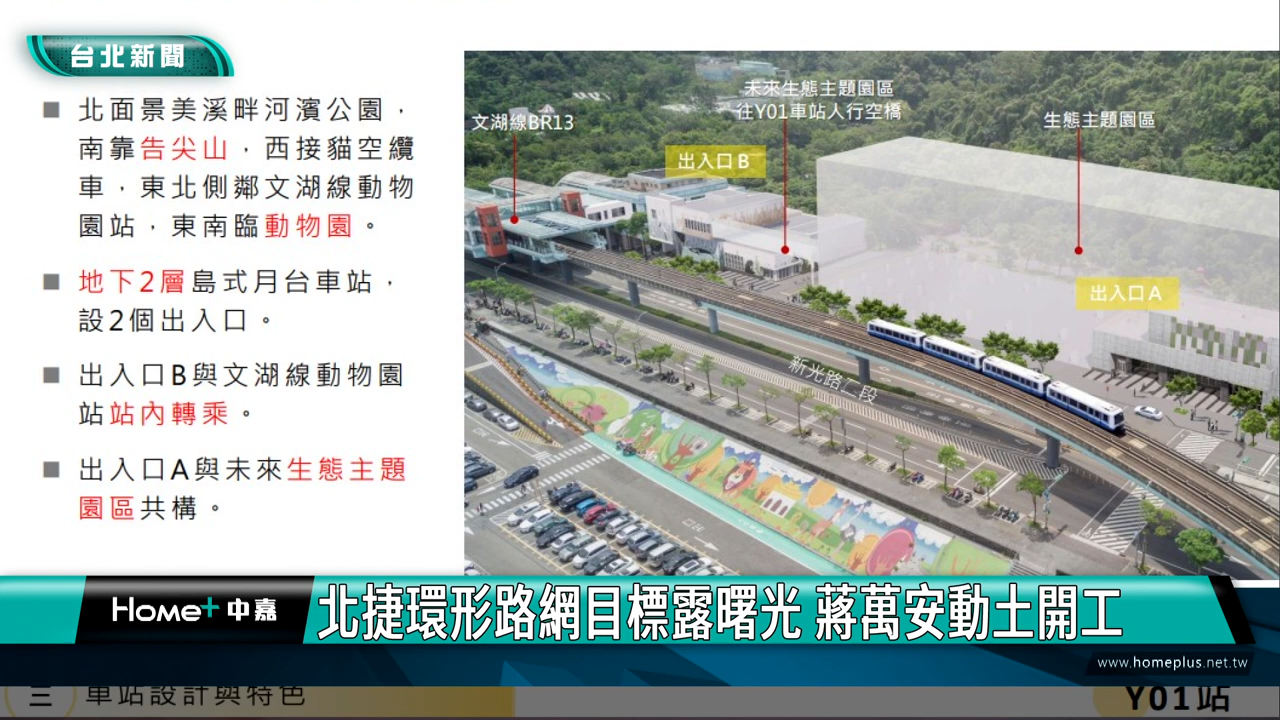 台北新聞
■ 北面景美溪畔河濱公園，
南靠告尖山，西接貓空纜
車，東北側鄰文湖線動物
園站，東南臨動物園。
■ 地下2層島式月台車站，
設2個出入口。
■ 出入口B與文湖線動物園
站站內轉乘。
■ 出入口A與未來生態主題
園區共構。
文湖線BR13
未來生態主題園區
往Y01車站人行空橋
生態主題園區
出入口B
出入口A
新光路二段
Home+中嘉
北捷環形路網目標露曙光 蔣萬安動土開工
www.homeplus.net.tw
三 車站設計與特色
Y01站